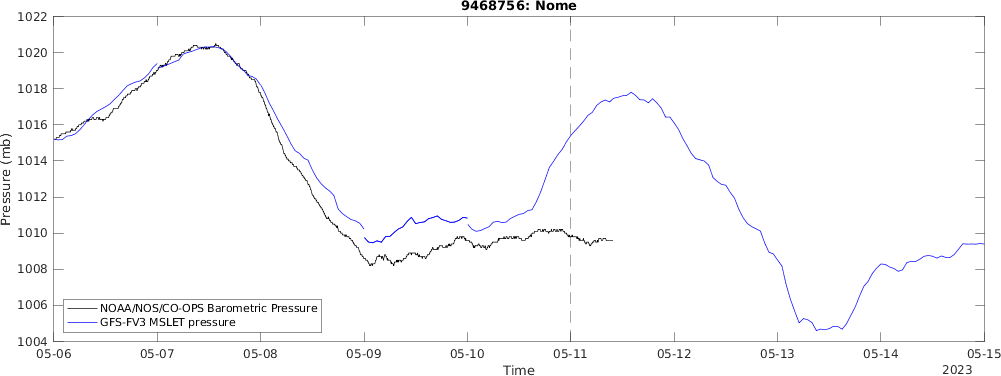 9468756: Nome
1022
1020
1018
1016
1014
1012
1010
1008
1006
1004
Pressure (mb)
NOAA/NOS/CO-OPS Barometric Pressure
GFS-FV3 MSLET pressure
05-06 05-07 05-08 05-09 05-10 05-11 05-12 05-13 05-14 05-15
Time
2023